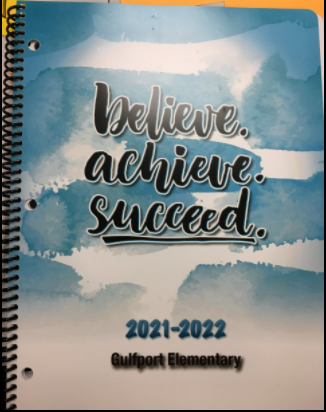 believe.
achieve.
succeed.
2021-2022
Gulfport Elementary